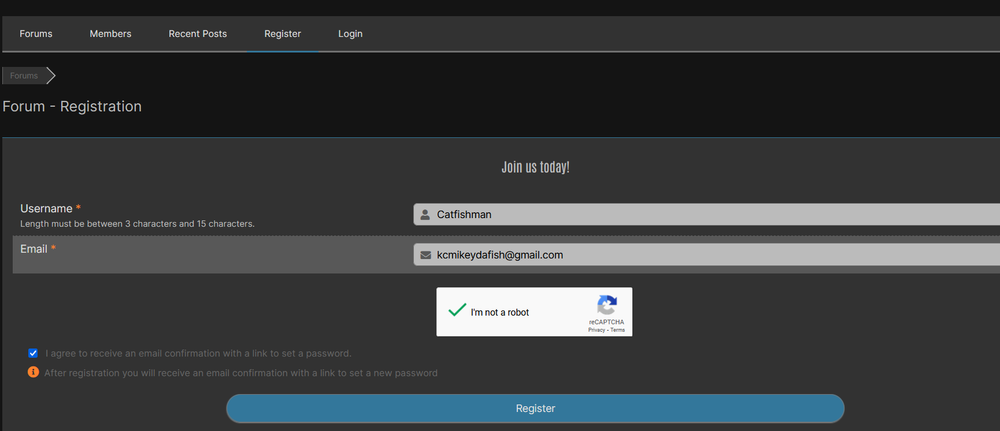 Forums Members Recent Posts Register Login
Forums
Forum - Registration
Join us today!
Username *
Length must be between 3 characters and 15 characters.
Catfishman
Email *
kcmikeydafish@gmail.com
I'm not a robot
reCAPTCHA
Privacy - Terms
I agree to receive an email confirmation with a link to set a password.
After registration you will receive an email confirmation with a link to set a new password
Register